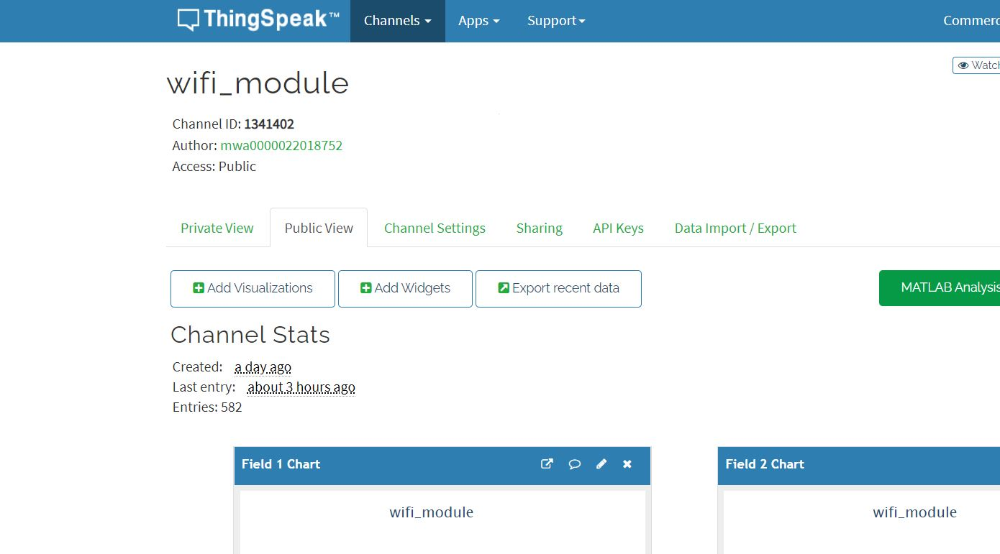 ThingSpeak™ Channels Apps Support Commerc
Watch
wifi_module
Channel ID: 1341402
Author: mwa0000022018752
Access: Public
Private View Public View Channel Settings Sharing API Keys Data Import / Export
Add Visualizations Add Widgets Export recent data MATLAB Analysis
Channel Stats
Created: a day ago
Last entry: about 3 hours ago
Entries: 582
Field 1 Chart Field 2 Chart
wifi_module wifi_module